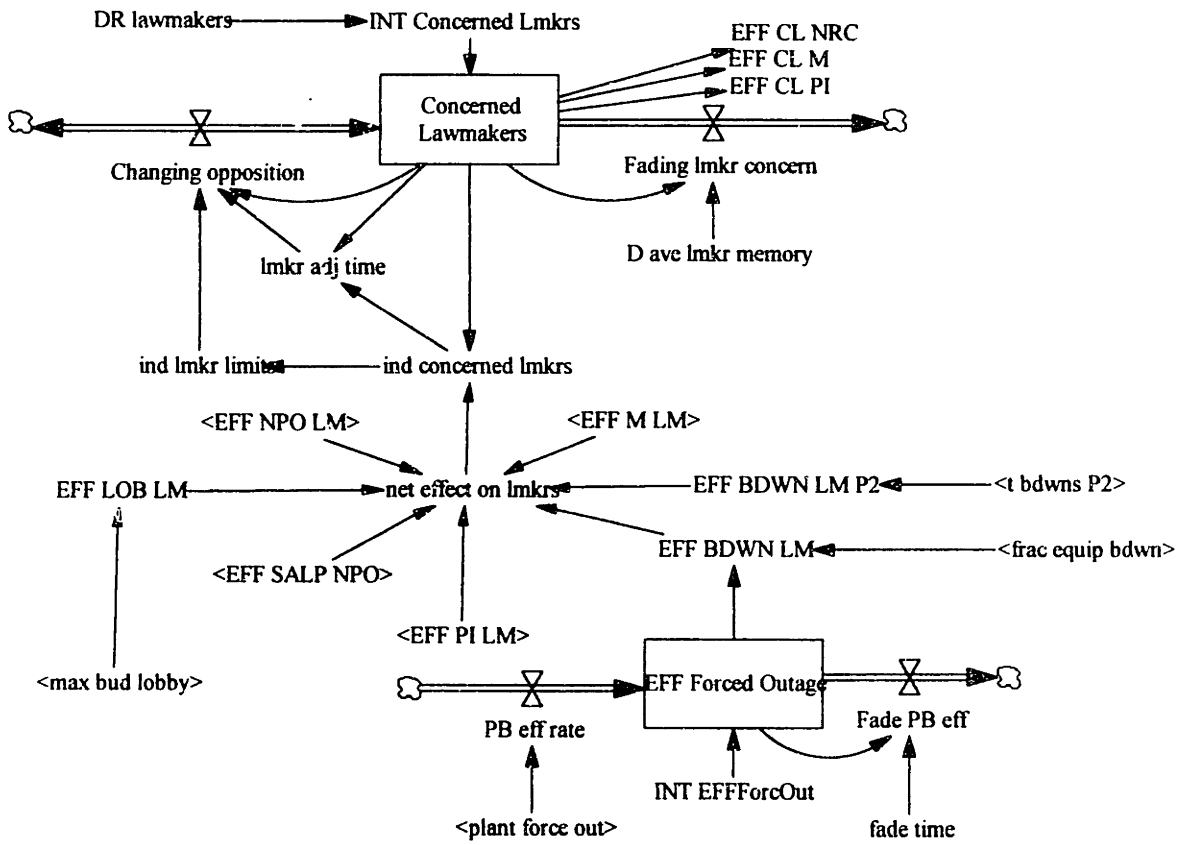 DR lawmakers
INT Concerned Lmkrs
EFF CL NRC
EFF CL M
EFF CL PI
Concerned
Lawmakers
Changing opposition
Fading lmkr concern
lmkr adj time
D ave lmkr memory
ind lmkr limits
ind concerned lmkrs
<EFF NPO LM>
<EFF M LM>
EFF LOB LM
net effect on lmkrs
EFF BDWN LM P2
<t bdwns P2>
EFF BDWN LM
<frac equip bdwn>
<EFF SALP NPO>
<EFF PI LM>
<max bud lobby>
EFF Forced Outage
PB eff rate
Fade PB eff
INT EFFForcOut
<plant force out>
fade time